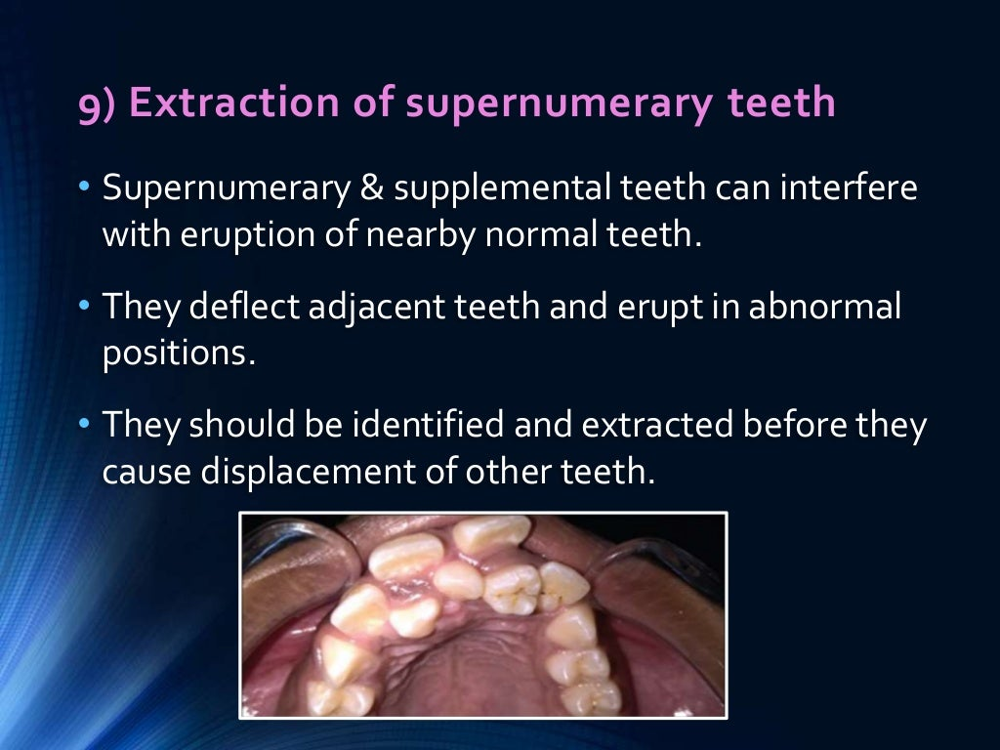 9) Extraction of supernumerary teeth
• Supernumerary & supplemental teeth can interfere
with eruption of nearby normal teeth.
• They deflect adjacent teeth and erupt in abnormal
positions.
• They should be identified and extracted before they
cause displacement of other teeth.